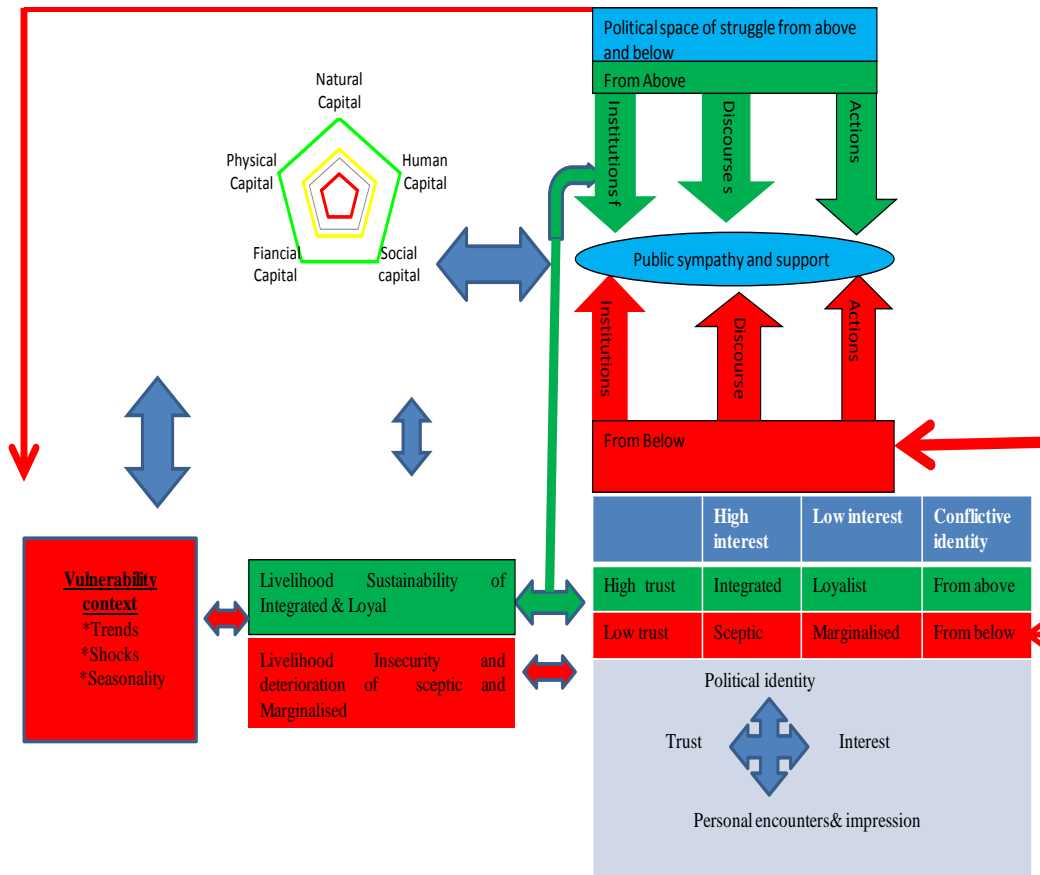 Political space of struggle from above
and below
From Above
Institutions f
Discourse s
Actions
Natural
Capital
Physical
Capital
Human
Capital
Fiancial
Capital
Social
capital
Public sympathy and support
Institutions
Discourse
Actions
From Below
High
interest
Low interest
Conflictive
identity
High trust
Integrated
Loyalist
From above
Low trust
Sceptic
Marginalised
From below
Vulnerability
context
*Trends
*Shocks
*Seasonality
Livelihood Sustainability of
Integrated & Loyal
Livelihood Insecurity and
deterioration of sceptic and
Marginalised
Political identity
Trust
Interest
Personal encounters& impression